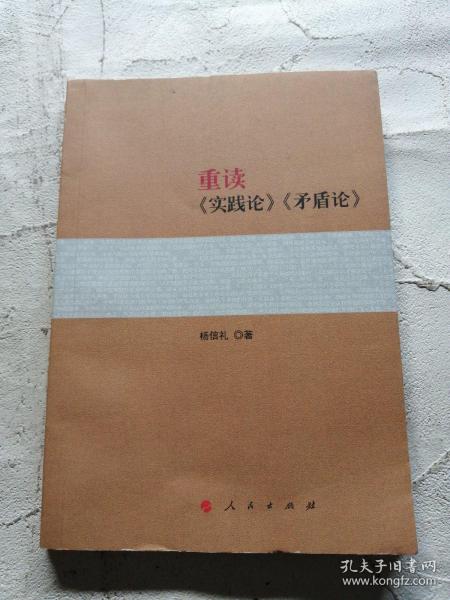 重读
《实践论》《矛盾论》
杨信礼 ◎著
人民出版社
孔夫子旧书网
www.kongfz.com